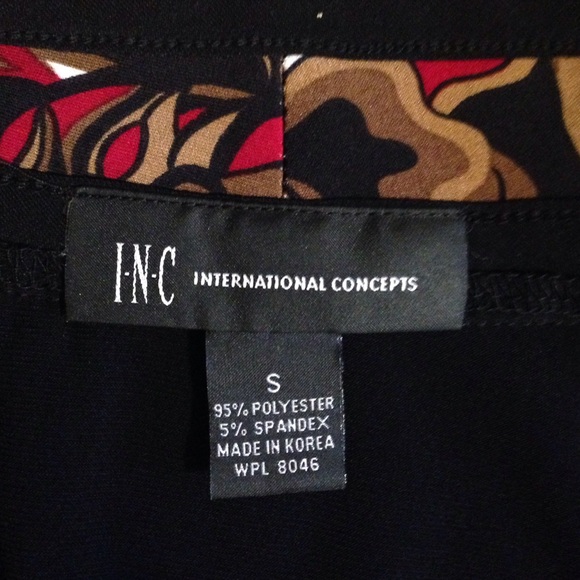 I-N-C INTERNATIONAL CONCEPTS
S
95% POLYESTER
5% SPANDEX
MADE IN KOREA
WPL 8046